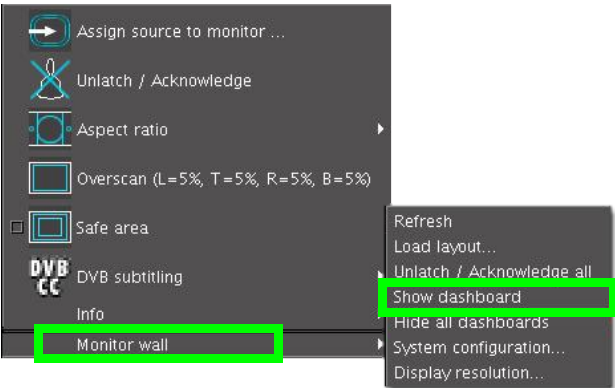 Assign source to monitor ...
Unlatch / Acknowledge
Aspect ratio
Overscan (L=5%, T=5%, R=5%, B=5%)
Safe area
DVB
CC
DVB subtitling
Info
Monitor wall
Refresh
Load layout...
Unlatch / Acknowledge all
Show dashboard
Hide all dashboards
System configuration...
Display resolution...